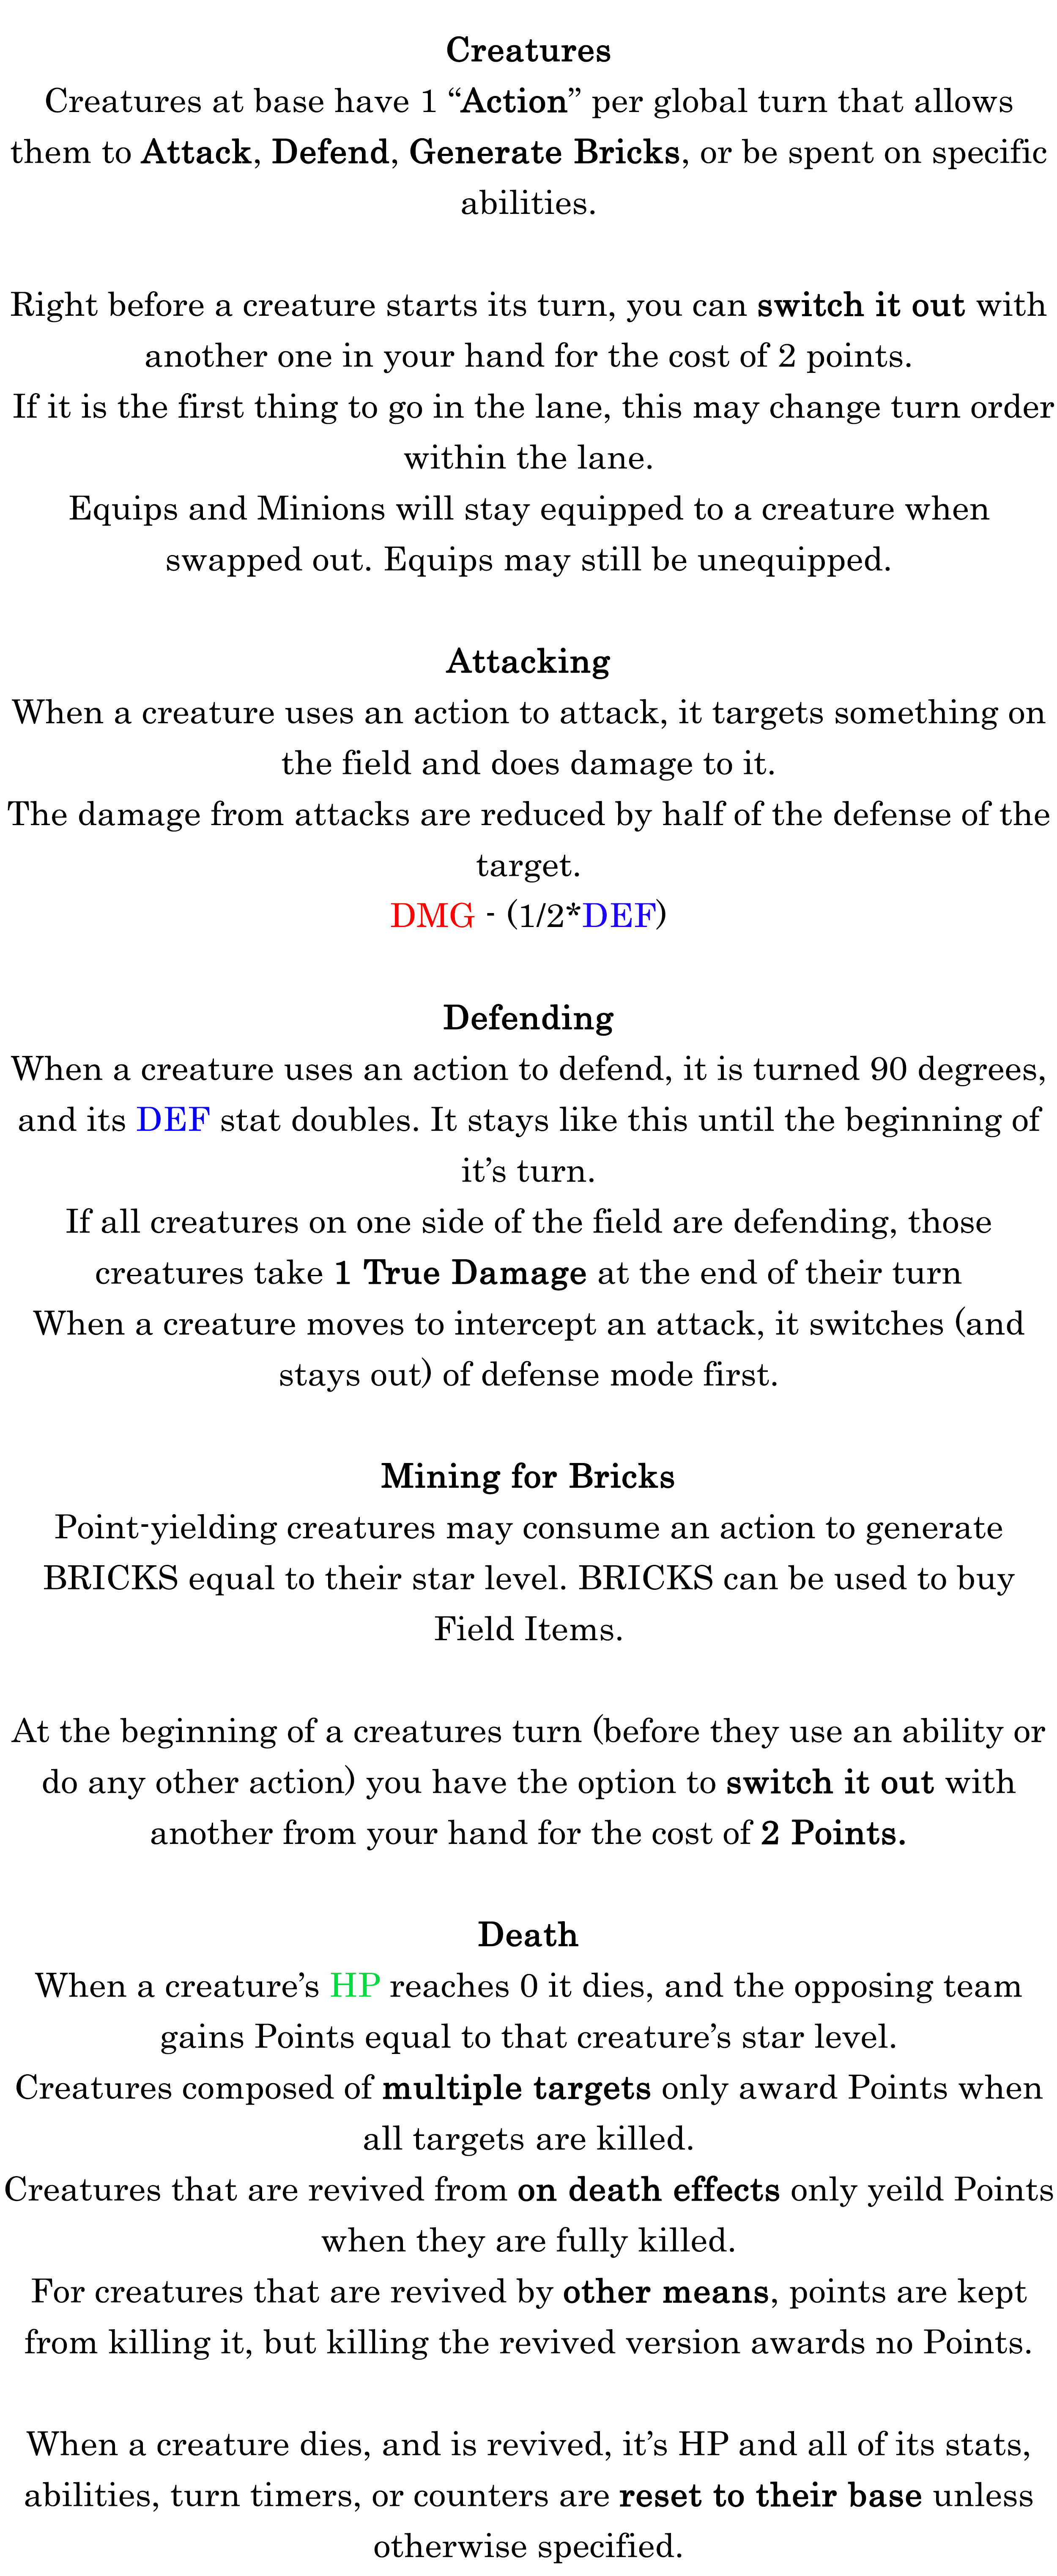 Creatures
Creatures at base have 1 “Action” per global turn that allows
them to Attack, Defend, Generate Bricks, or be spent on specific
abilities.
Right before a creature starts its turn, you can switch it out with
another one in your hand for the cost of 2 points.
If it is the first thing to go in the lane, this may change turn order
within the lane.
Equips and Minions will stay equipped to a creature when
swapped out. Equips may still be unequipped.
Attacking
When a creature uses an action to attack, it targets something on
the field and does damage to it.
The damage from attacks are reduced by half of the defense of the
target.
DMG - (1/2*DEF)
Defending
When a creature uses an action to defend, it is turned 90 degrees,
and its DEF stat doubles. It stays like this until the beginning of
it’s turn.
If all creatures on one side of the field are defending, those
creatures take 1 True Damage at the end of their turn
When a creature moves to intercept an attack, it switches (and
stays out) of defense mode first.
Mining for Bricks
Point-yielding creatures may consume an action to generate
BRICKS equal to their star level. BRICKS can be used to buy
Field Items.
At the beginning of a creatures turn (before they use an ability or
do any other action) you have the option to switch it out with
another from your hand for the cost of 2 Points.
Death
When a creature’s HP reaches 0 it dies, and the opposing team
gains Points equal to that creature’s star level.
Creatures composed of multiple targets only award Points when
all targets are killed.
Creatures that are revived from on death effects only yeild Points
when they are fully killed.
For creatures that are revived by other means, points are kept
from killing it, but killing the revived version awards no Points.
When a creature dies, and is revived, it’s HP and all of its stats,
abilities, turn timers, or counters are reset to their base unless
otherwise specified.